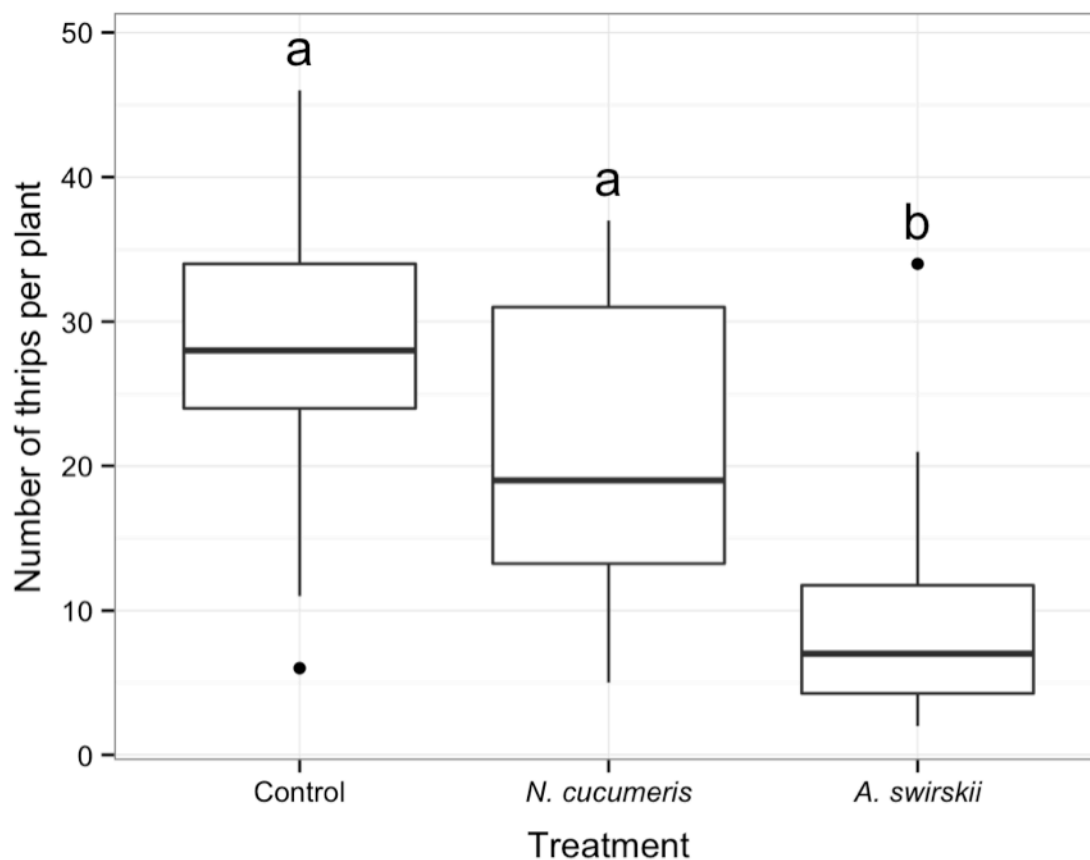 Number of thrips per plant
50
40
30
20
10
0
a
a
b
Control
N. cucumeris
A. swirskii
Treatment